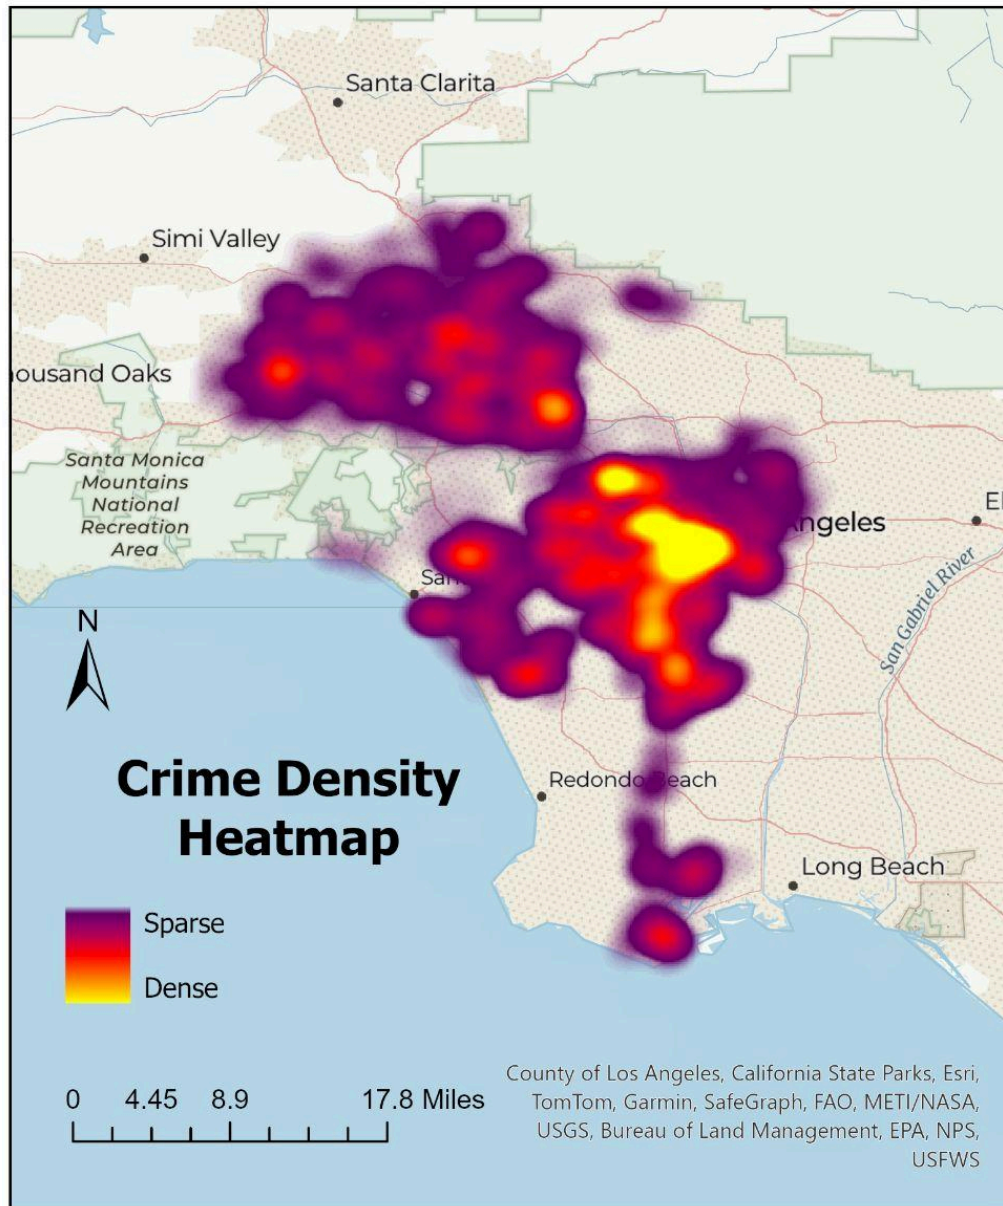 Santa Clarita
Simi Valley
housand Oaks
Santa Monica
Mountains
National
Recreation
Area
Angeles
El
San
San Gabriel River
N
Crime Density
Heatmap
Redondo Beach
Long Beach
Sparse
Dense
0 4.45 8.9 17.8 Miles
County of Los Angeles, California State Parks, Esri,
TomTom, Garmin, SafeGraph, FAO, METI/NASA,
USGS, Bureau of Land Management, EPA, NPS,
USFWS